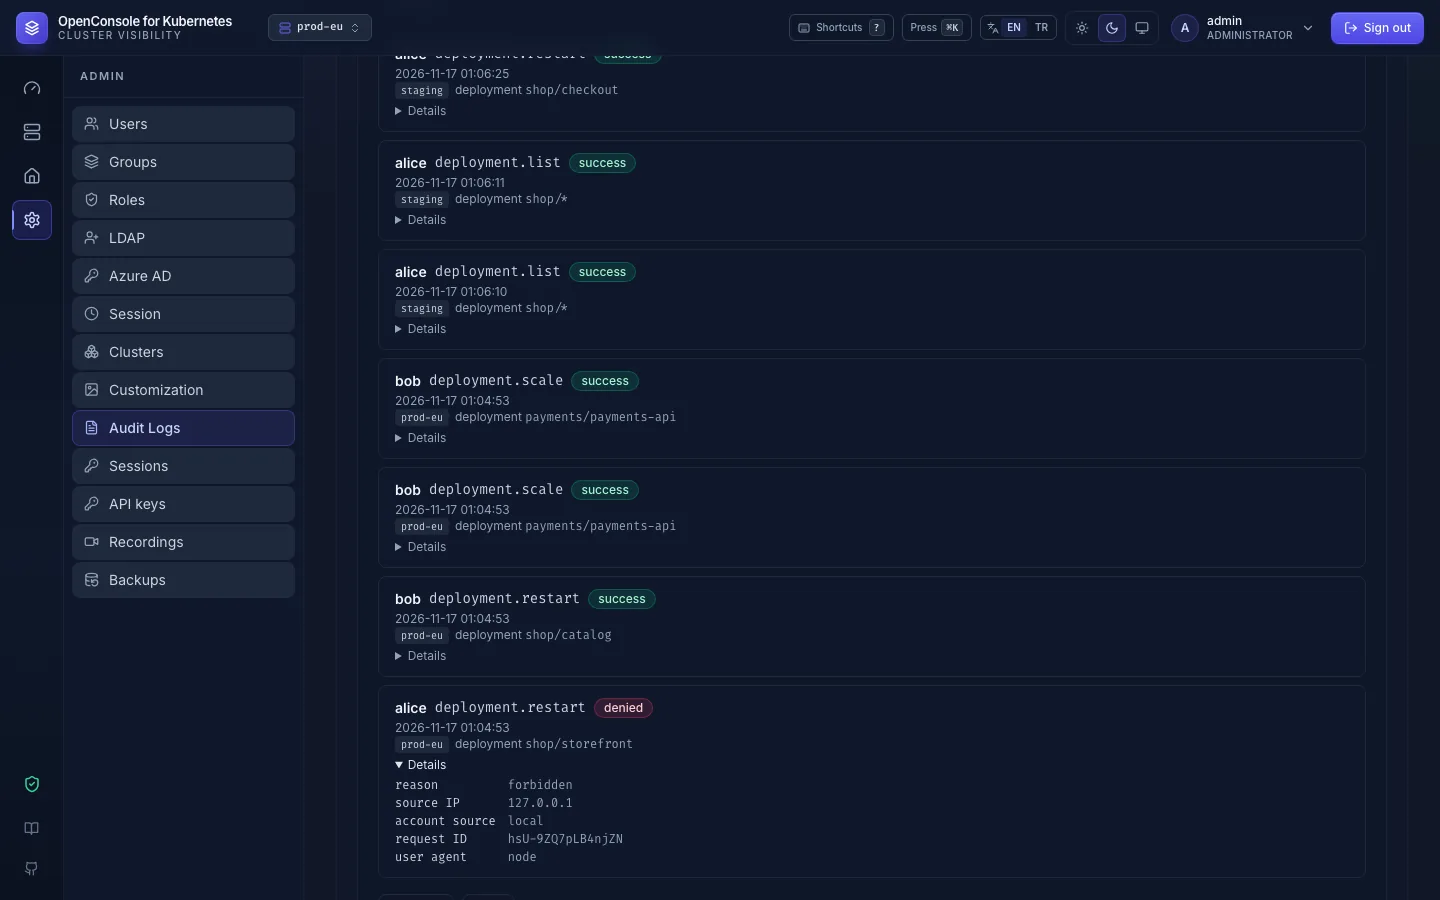 OpenConsole for Kubernetes
CLUSTER VISIBILITY
prod-eu
Shortcuts ?
Press ⌘K
EN TR
A
admin
ADMINISTRATOR
Sign out
ADMIN
Users
Groups
Roles
LDAP
Azure AD
Session
Clusters
Customization
Audit Logs
Sessions
API keys
Recordings
Backups
alice deployment.restart success
2026-11-17 01:06:25
staging deployment shop/checkout
▶ Details
alice deployment.list success
2026-11-17 01:06:11
staging deployment shop/*
▶ Details
alice deployment.list success
2026-11-17 01:06:10
staging deployment shop/*
▶ Details
bob deployment.scale success
2026-11-17 01:04:53
prod-eu deployment payments/payments-api
▶ Details
bob deployment.scale success
2026-11-17 01:04:53
prod-eu deployment payments/payments-api
▶ Details
bob deployment.restart success
2026-11-17 01:04:53
prod-eu deployment shop/catalog
▶ Details
alice deployment.restart denied
2026-11-17 01:04:53
prod-eu deployment shop/storefront
▼ Details
reason forbidden
source IP 127.0.0.1
account source local
request ID hsU-9ZQ7pLB4njZN
user agent node